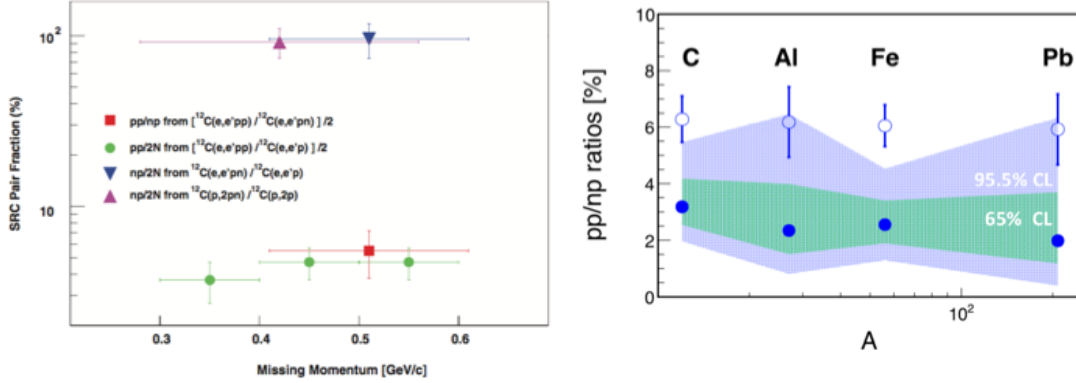 SRC Pair Fraction (%)
10²
10
pp/np from [¹²C(e,e'pp) /¹²C(e,e'pn) ] /2
pp/2N from [¹²C(e,e'pp) /¹²C(e,e'p) ] /2
np/2N from ¹²C(e,e'pn) /¹²C(e,e'p)
np/2N from ¹²C(p,2pn) /¹²C(p,2p)
0.3 0.4 0.5 0.6
Missing Momentum [GeV/c]
pp/np ratios [%]
10
8
6
4
2
0
C Al Fe Pb
95.5% CL
65% CL
10²
A